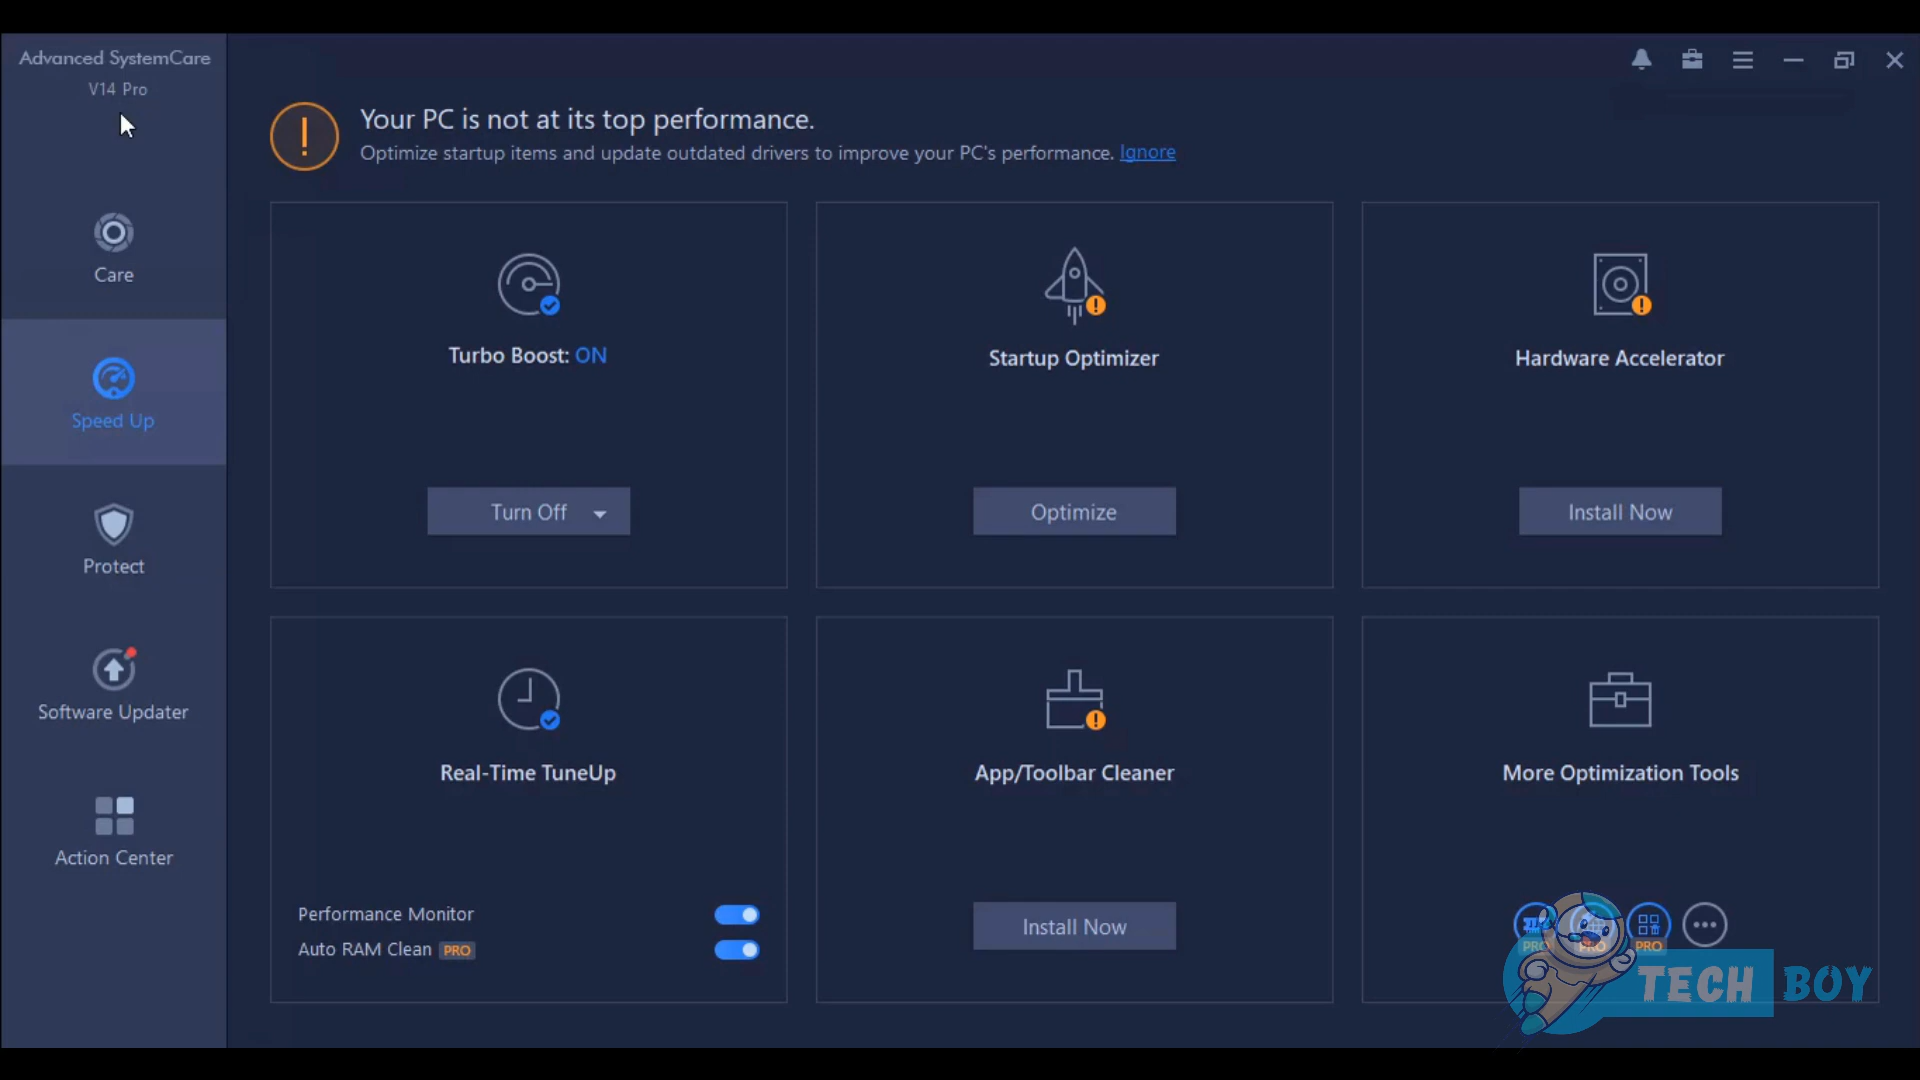 Advanced SystemCare
V14 Pro
Your PC is not at its top performance.
Optimize startup items and update outdated drivers to improve your PC's performance. Ignore
Care
Speed Up
Protect
Software Updater
Action Center
Turbo Boost: ON
Turn Off
Startup Optimizer
Optimize
Hardware Accelerator
Install Now
Real-Time TuneUp
Performance Monitor
Auto RAM Clean PRO
App/Toolbar Cleaner
Install Now
More Optimization Tools
PRO PRO PRO
TECH BOY